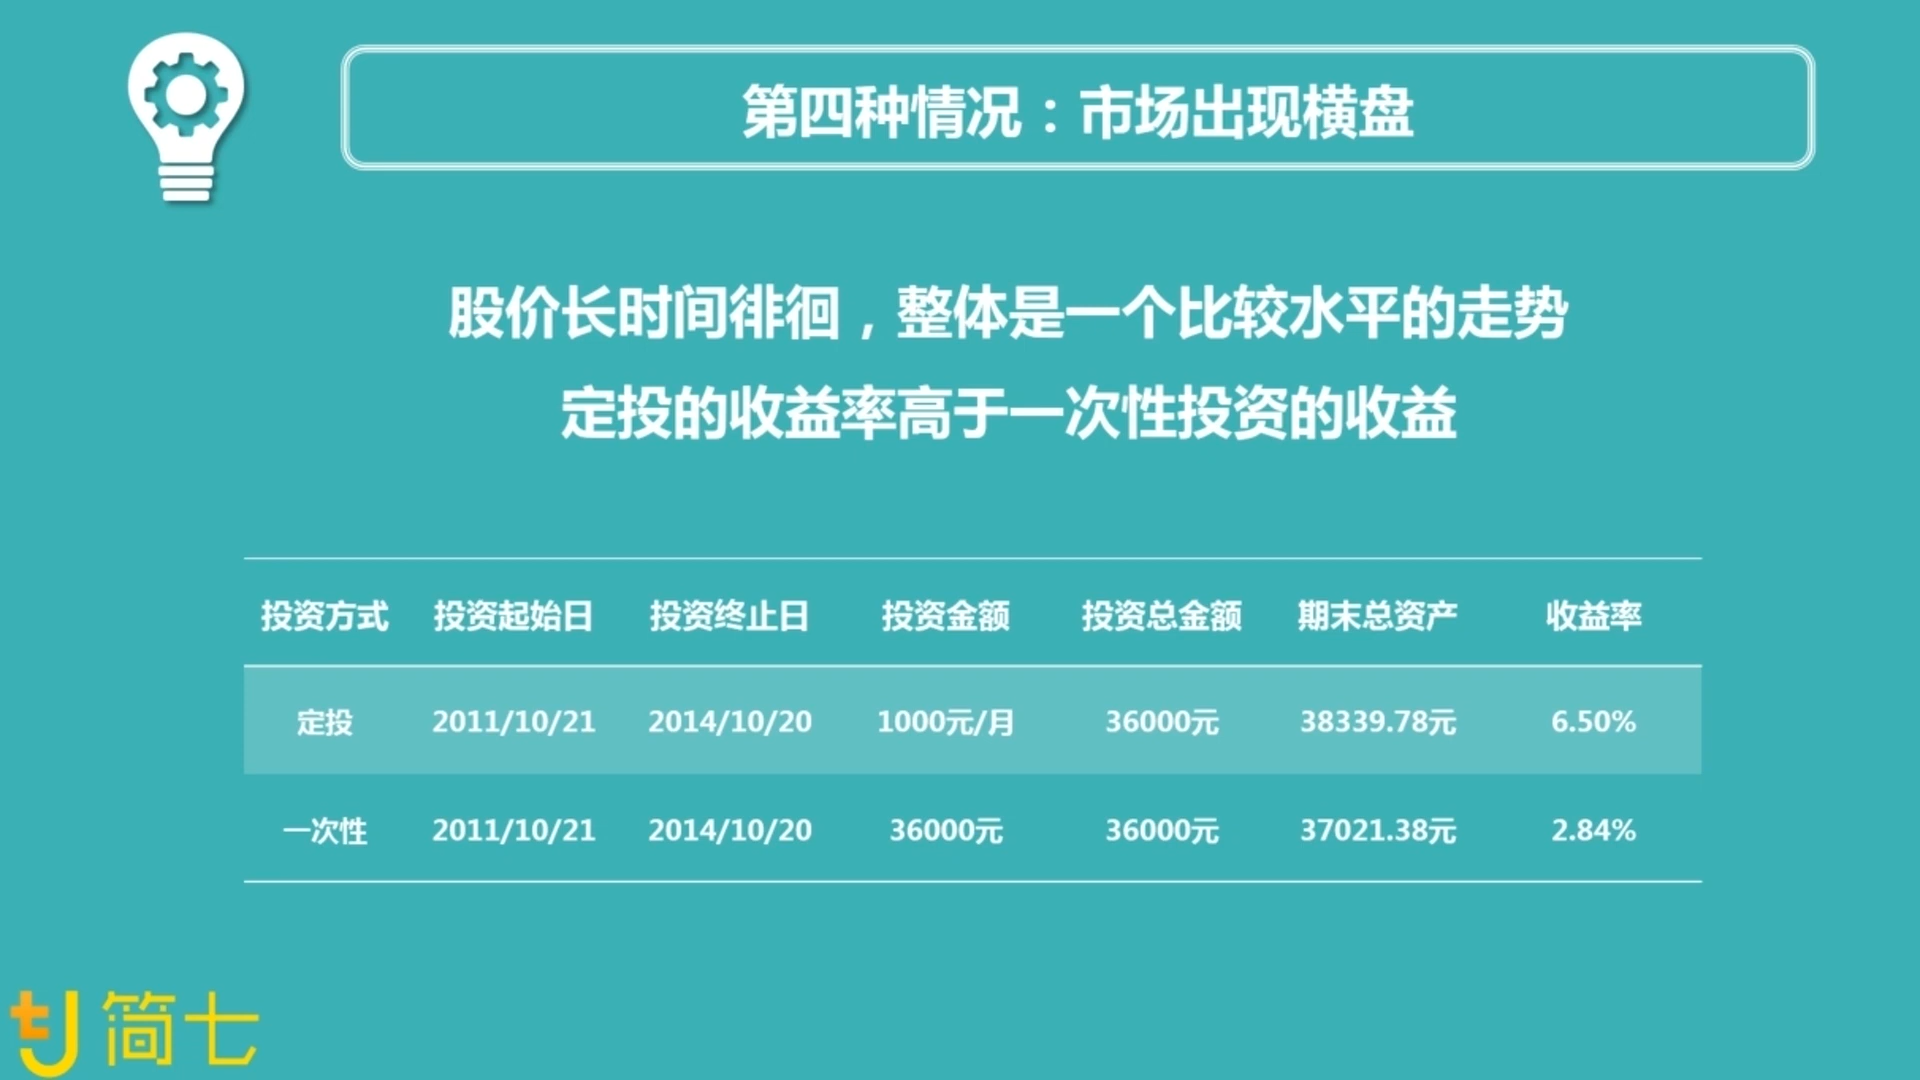 第四种情况：市场出现横盘
股价长时间徘徊，整体是一个比较水平的走势
定投的收益率高于一次性投资的收益
投资方式 投资起始日 投资终止日 投资金额 投资总金额 期末总资产 收益率
定投 2011/10/21 2014/10/20 1000元/月 36000元 38339.78元 6.50%
一次性 2011/10/21 2014/10/20 36000元 36000元 37021.38元 2.84%
简七